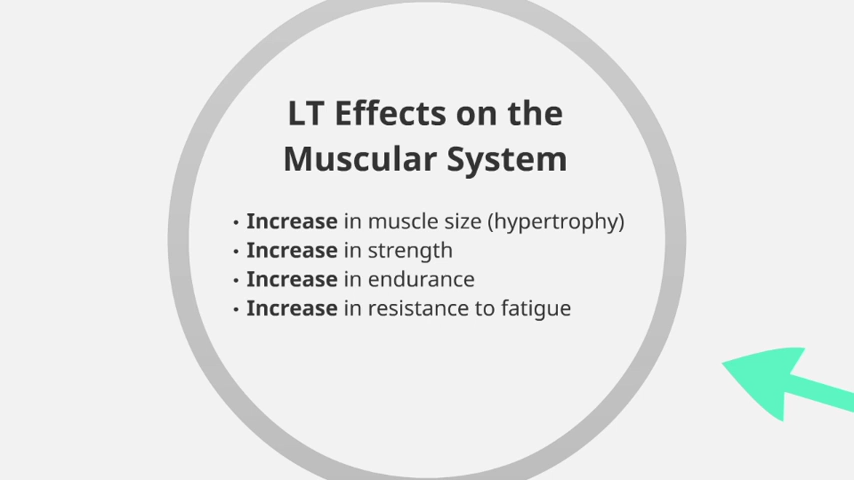 LT Effects on the
Muscular System
• Increase in muscle size (hypertrophy)
• Increase in strength
• Increase in endurance
• Increase in resistance to fatigue